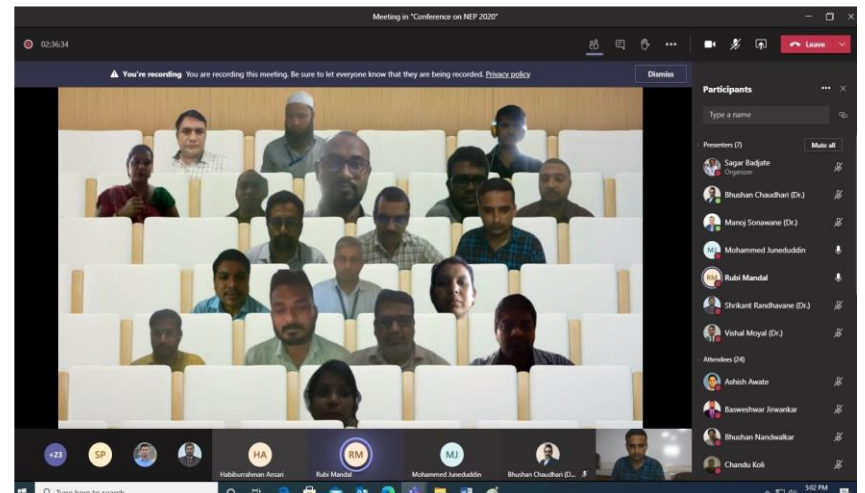 Meeting in "Conference on NEP 2020"
02:36:34
Leave
You're recording You are recording this meeting. Be sure to let everyone know that they are being recorded. Privacy policy
Dismiss
Participants
Type a name
Presenters (7)
Mute all
Sagar Badjate
Organizer
Bhushan Chaudhari (Dr.)
Manoj Sonawane (Dr.)
MJ
Mohammed Juneduddin
RM
Rubi Mandal
Shrikant Randhavane (Dr.)
Vishal Moyal (Dr.)
Attendees (24)
Ashish Awate
Basweshwar Jirwankar
Bhushan Nandwalkar
Chandu Koli
+23
SP
HA
RM
MJ
Habiburrahman Ansari
Rubi Mandal
Mohammed Juneduddin
Bhushan Chaudhari (D...
Type here to search
5:02 PM